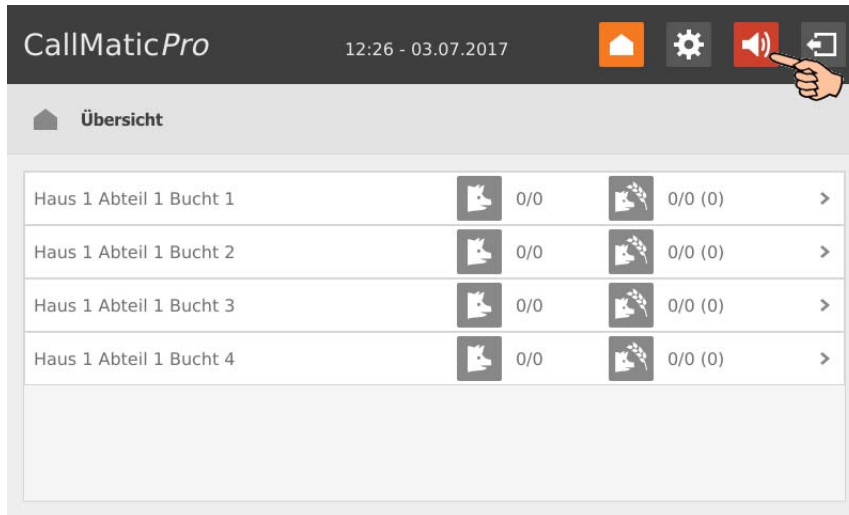 CallMaticPro 12:26 - 03.07.2017
Übersicht
Haus 1 Abteil 1 Bucht 1 0/0 0/0 (0)
Haus 1 Abteil 1 Bucht 2 0/0 0/0 (0)
Haus 1 Abteil 1 Bucht 3 0/0 0/0 (0)
Haus 1 Abteil 1 Bucht 4 0/0 0/0 (0)